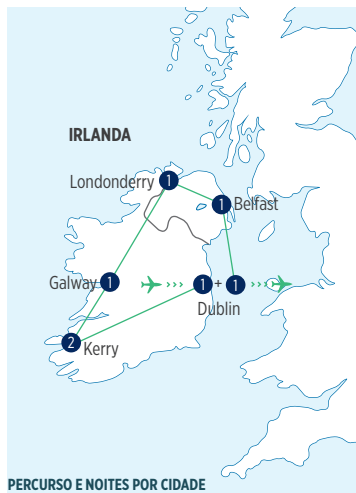 IRLANDA
Londonderry 1
1 Belfast
Galway 1
1 + 1
Dublin
2 Kerry
PERCURSO E NOITES POR CIDADE